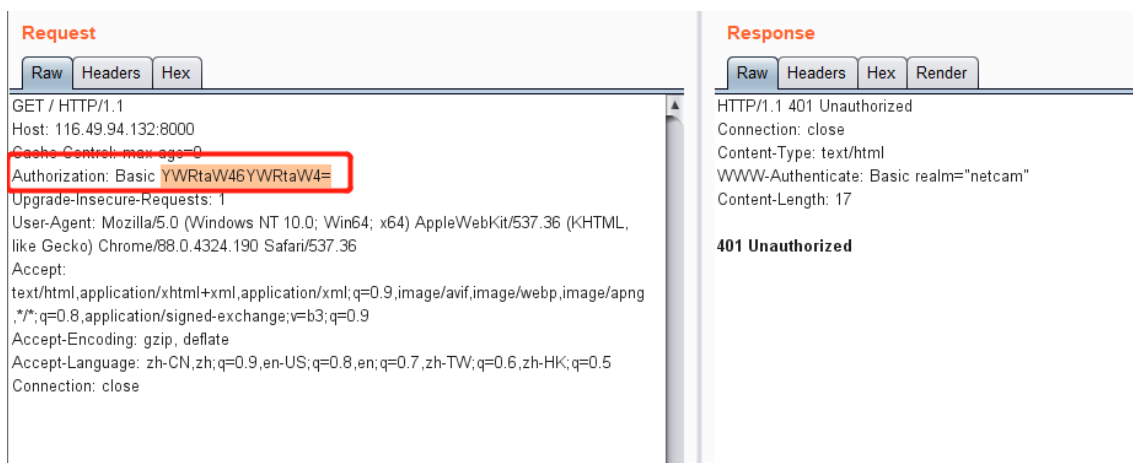 Request
Raw Headers Hex
GET / HTTP/1.1
Host: 116.49.94.132:8000
Cache-Control: max-age=0
Authorization: Basic YWRtaW46YWRtaW4=
Upgrade-Insecure-Requests: 1
User-Agent: Mozilla/5.0 (Windows NT 10.0; Win64; x64) AppleWebKit/537.36 (KHTML,
like Gecko) Chrome/88.0.4324.190 Safari/537.36
Accept:
text/html,application/xhtml+xml,application/xml;q=0.9,image/avif,image/webp,image/apng
,*/*;q=0.8,application/signed-exchange;v=b3;q=0.9
Accept-Encoding: gzip, deflate
Accept-Language: zh-CN,zh;q=0.9,en-US;q=0.8,en;q=0.7,zh-TW;q=0.6,zh-HK;q=0.5
Connection: close
Response
Raw Headers Hex Render
HTTP/1.1 401 Unauthorized
Connection: close
Content-Type: text/html
WWW-Authenticate: Basic realm="netcam"
Content-Length: 17
401 Unauthorized